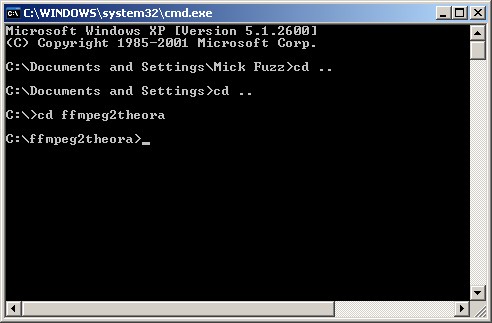 C:\WINDOWS\system32\cmd.exe
Microsoft Windows XP [Version 5.1.2600]
(C) Copyright 1985-2001 Microsoft Corp.
C:\Documents and Settings\Mick Fuzz>cd ..
C:\Documents and Settings>cd ..
C:\>cd ffmpeg2theora
C:\ffmpeg2theora>_